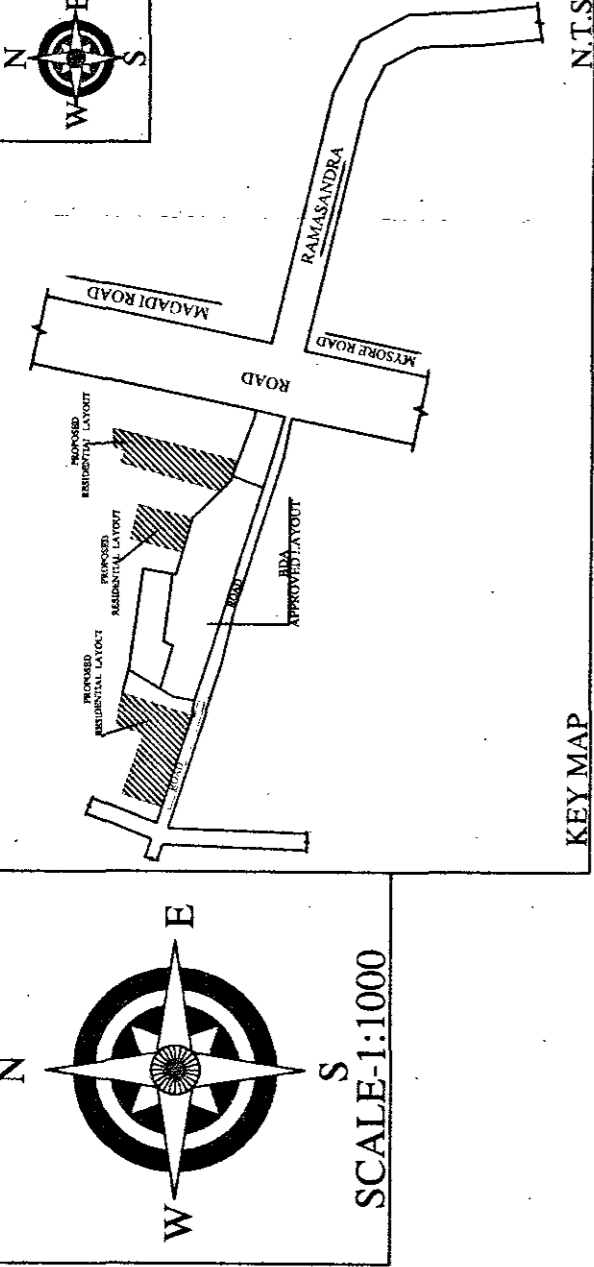 N
W
E
S
SCALE-1:1000
N
W
E
S
PROPOSED
RESIDENTIAL LAYOUT
PROPOSED
RESIDENTIAL LAYOUT
PROPOSED
RESIDENTIAL LAYOUT
MAGADI ROAD
ROAD
MYSORE ROAD
RAMASANDRA
ROAD
ROAD
BDA
APPROVED LAYOUT
KEY MAP
N.T.S